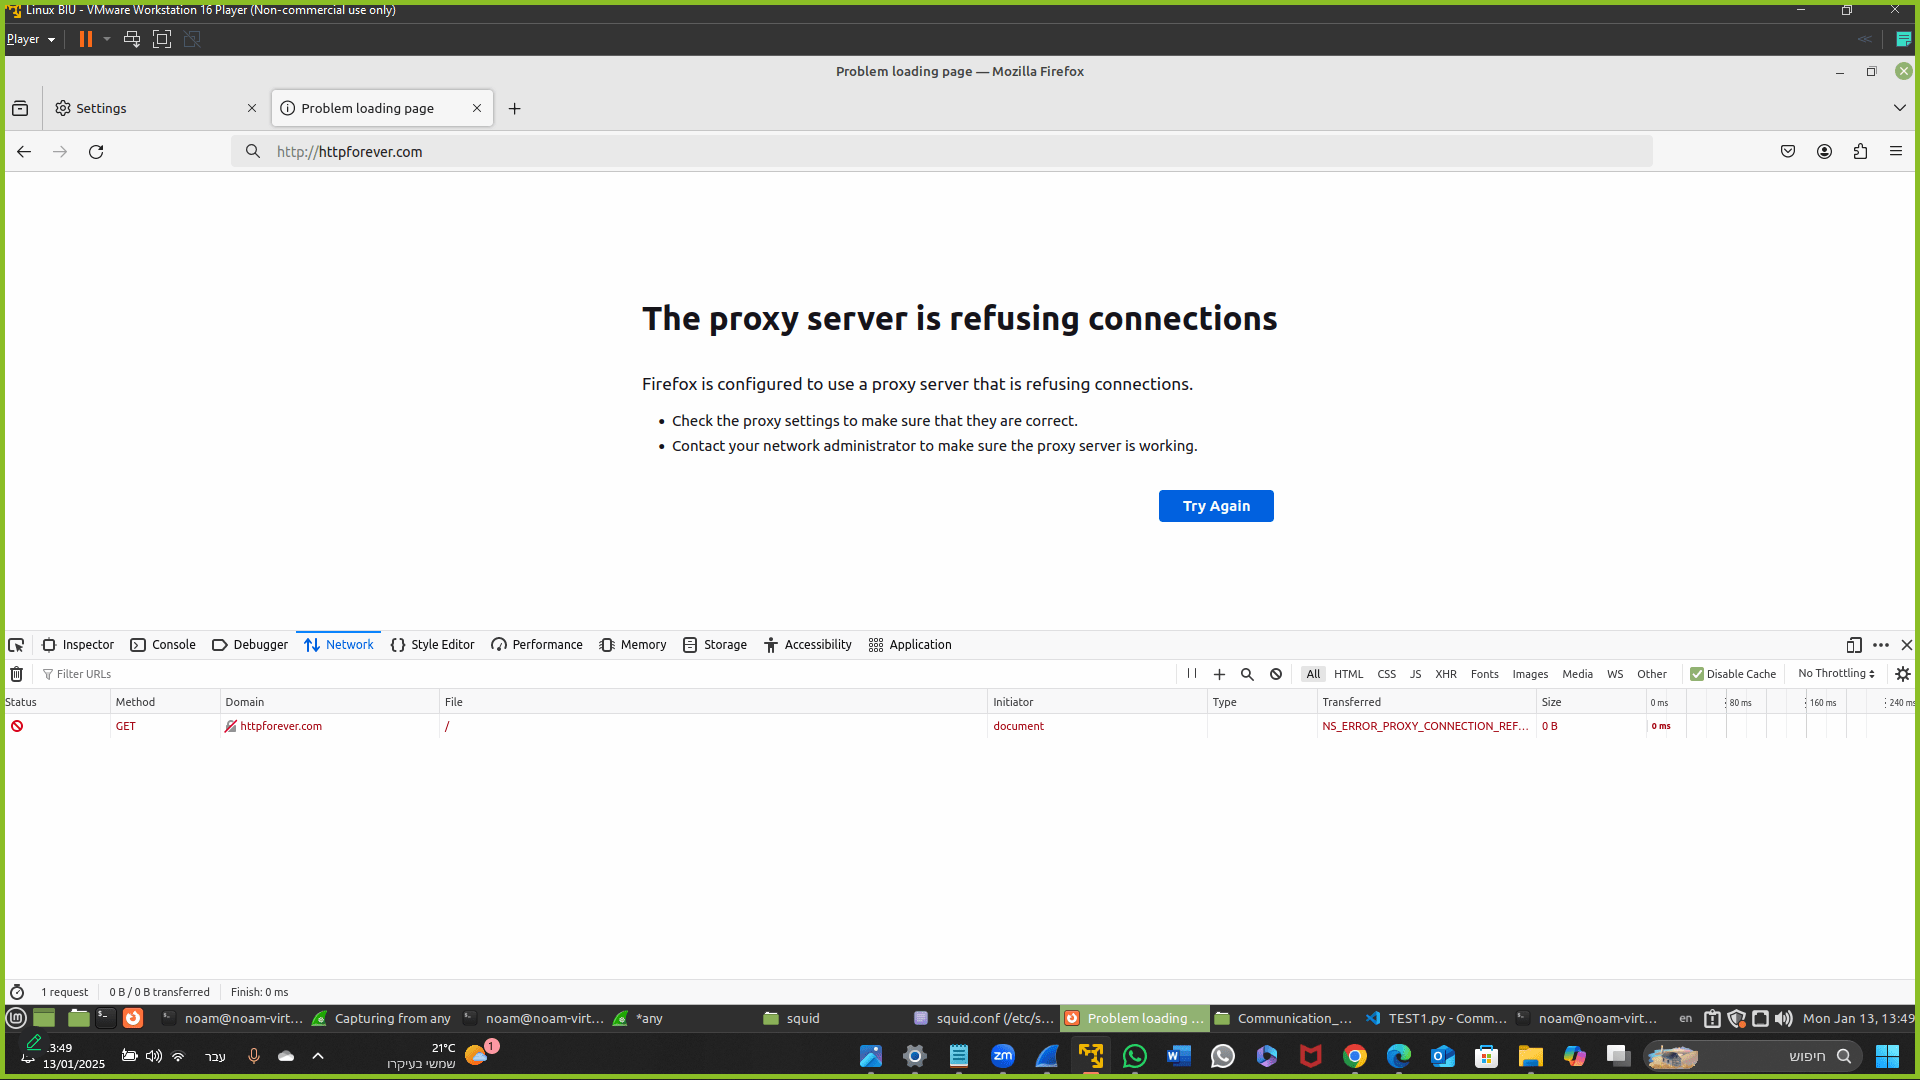 Linux BIU - VMware Workstation 16 Player (Non-commercial use only)
Player
Problem loading page — Mozilla Firefox
Settings
Problem loading page
http://httpforever.com
The proxy server is refusing connections
Firefox is configured to use a proxy server that is refusing connections.
• Check the proxy settings to make sure that they are correct.
• Contact your network administrator to make sure the proxy server is working.
Try Again
Inspector Console Debugger Network Style Editor Performance Memory Storage Accessibility Application
Filter URLs All HTML CSS JS XHR Fonts Images Media WS Other Disable Cache No Throttling
Status Method Domain File Initiator Type Transferred Size 0 ms 80 ms 160 ms 240 ms
GET httpforever.com / document NS_ERROR_PROXY_CONNECTION_REF... 0 B 0 ms
1 request 0 B / 0 B transferred Finish: 0 ms
noam@noam-virt... Capturing from any noam@noam-virt... *any squid squid.conf (/etc/s... Problem loading ... Communication_... TEST1.py - Comm... noam@noam-virt... en Mon Jan 13, 13:49
:3:49
13/01/2025
עבר
21°C
שמשי בעיקרו
1
zm
חיפוש